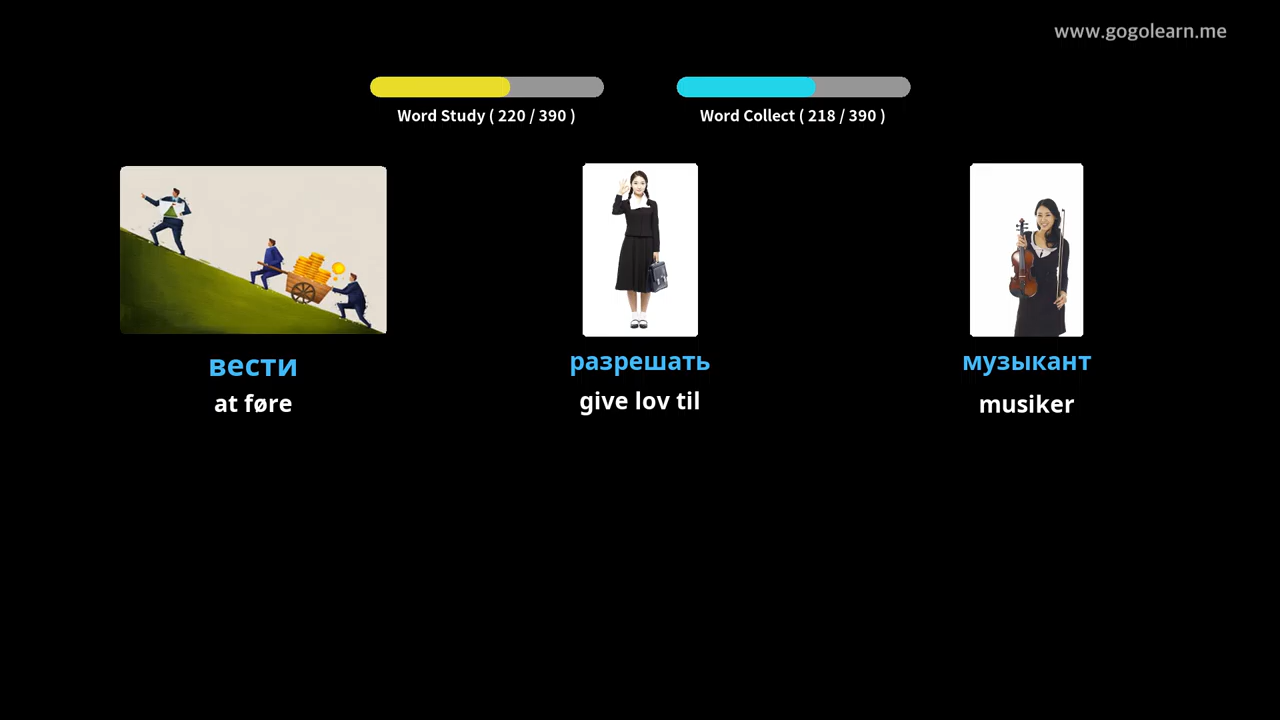 www.gogolearn.me
Word Study ( 220 / 390 )
Word Collect ( 218 / 390 )
вести
разрешать
музыкант
at føre
give lov til
musiker